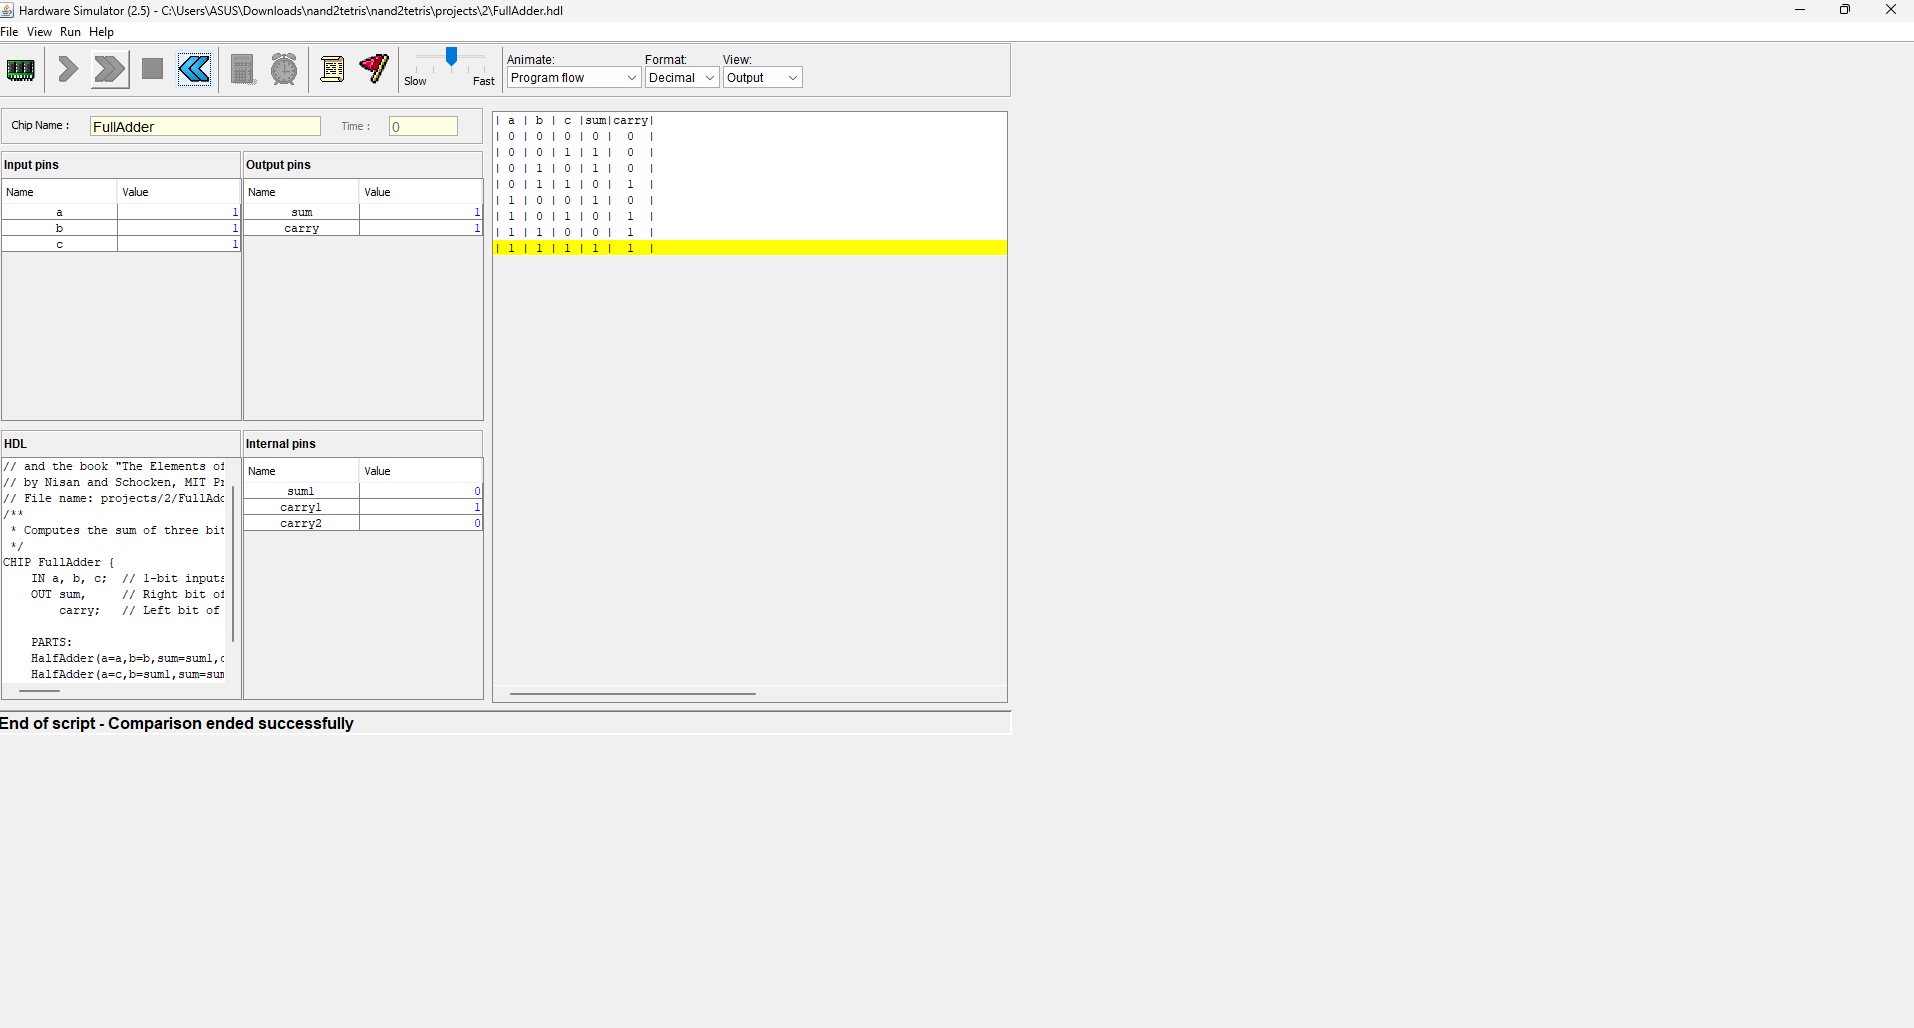 Hardware Simulator (2.5) - C:\Users\ASUS\Downloads\nand2tetris\nand2tetris\projects\2\FullAdder.hdl
File View Run Help
Slow Fast
Animate: Format: View:
Program flow Decimal Output
Chip Name : FullAdder Time : 0
Input pins
Name Value
a 1
b 1
c 1
Output pins
Name Value
sum 1
carry 1
HDL
// and the book "The Elements of
// by Nisan and Schocken, MIT Pr
// File name: projects/2/FullAdd
/**
* Computes the sum of three bit
*/
CHIP FullAdder {
IN a, b, c; // 1-bit inputs
OUT sum, // Right bit of
carry; // Left bit of
PARTS:
HalfAdder(a=a,b=b,sum=sum1,c
HalfAdder(a=c,b=sum1,sum=sum
Internal pins
Name Value
sum1 0
carry1 1
carry2 0
| a | b | c |sum|carry|
| 0 | 0 | 0 | 0 | 0 |
| 0 | 0 | 1 | 1 | 0 |
| 0 | 1 | 0 | 1 | 0 |
| 0 | 1 | 1 | 0 | 1 |
| 1 | 0 | 0 | 1 | 0 |
| 1 | 0 | 1 | 0 | 1 |
| 1 | 1 | 0 | 0 | 1 |
| 1 | 1 | 1 | 1 | 1 |
End of script - Comparison ended successfully